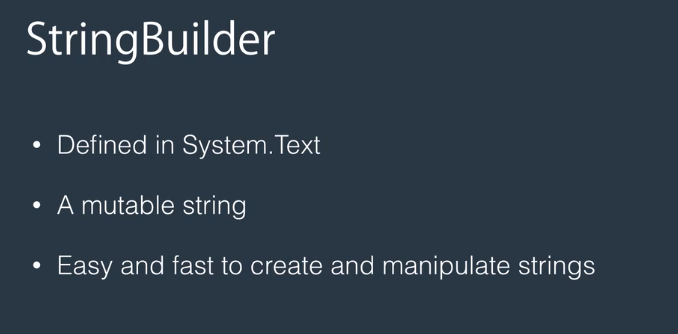 StringBuilder
• Defined in System.Text
• A mutable string
• Easy and fast to create and manipulate strings